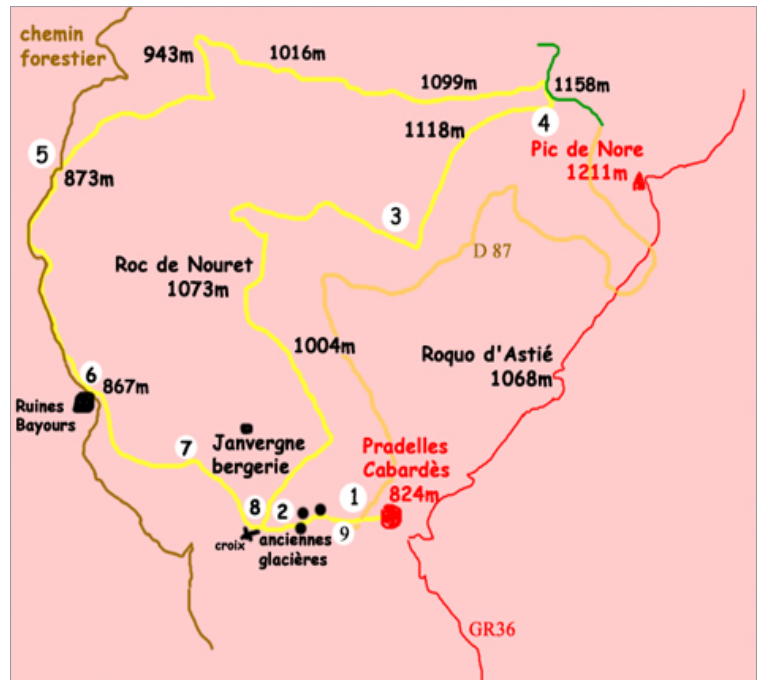 chemin
forestier
943m
1016m
1099m
1158m
1118m
4
Pic de Nore
1211m
5
873m
3
D 87
Roc de Nouret
1073m
1004m
Roquo d'Astié
1068m
6
867m
Ruines
Bayours
7
Janvergne
bergerie
Pradelles
Cabardès
824m
1
8
2
9
croix
anciennes
glacières
GR36